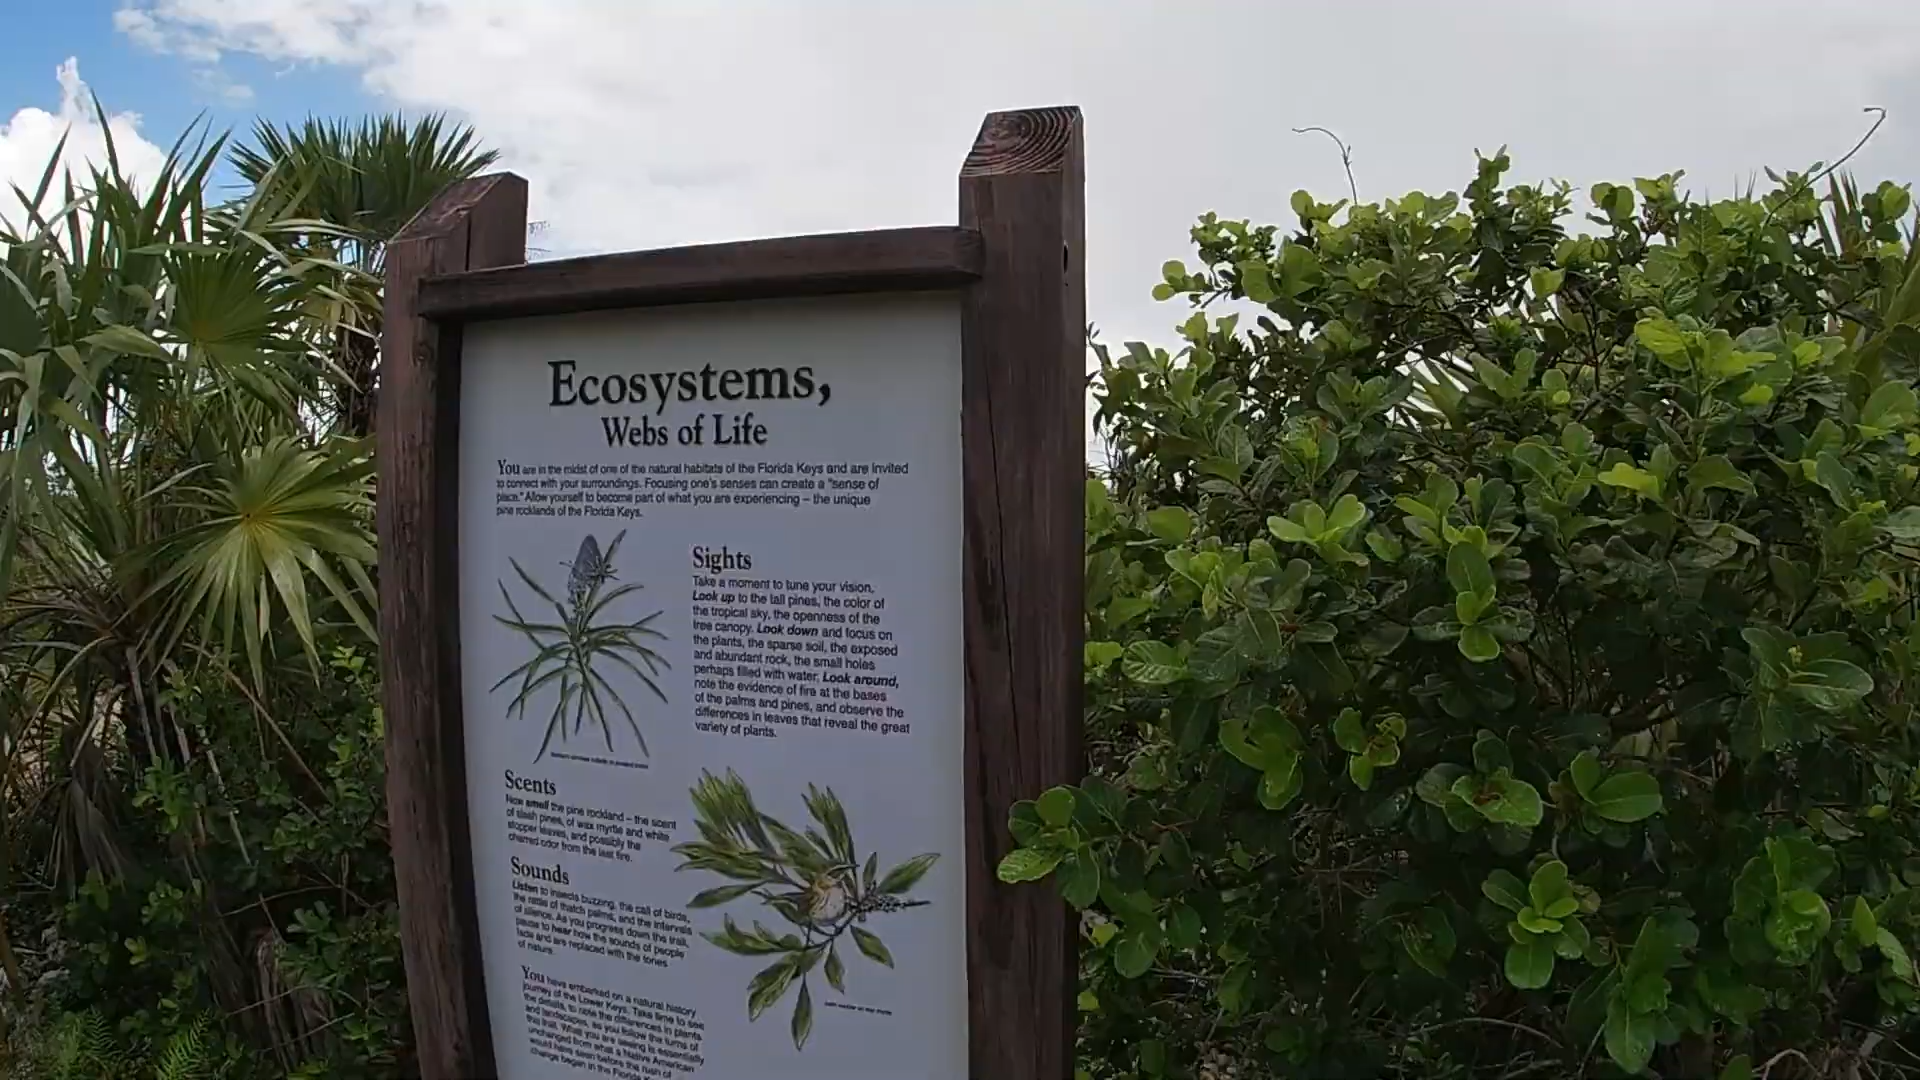 Ecosystems,
Webs of Life
You are in the midst of one of the natural habitats of the Florida Keys and are invited
to connect with your surroundings. Focusing one's senses can create a "sense of
place." Allow yourself to become part of what you are experiencing – the unique
pine rocklands of the Florida Keys.
Sights
Take a moment to tune your vision.
Look up to the tall pines, the color of
the tropical sky, the openness of the
tree canopy. Look down and focus on
the plants, the sparse soil, the exposed
and abundant rock, the small holes
perhaps filled with water. Look around,
note the evidence of fire at the bases
of the palms and pines, and observe the
differences in leaves that reveal the great
variety of plants.
Scents
Now smell the pine rockland – the scent
of slash pines, of wax myrtle and white
stopper leaves, and possibly the
charred odor from the last fire.
Sounds
Listen to insects buzzing, the call of birds,
the rattle of thatch palms, and the intervals
of silence. As you progress down the trail,
pause to hear how the sounds of people
fade and are replaced with the tones
of nature.
You have embarked on a natural history
journey of the Lower Keys. Take time to see
the details, to note the differences in plants
and landscapes, as you follow the turns of
this trail. What you are seeing is essentially
unchanged from what a Native American
would have seen before the rush of
change began in the Florida